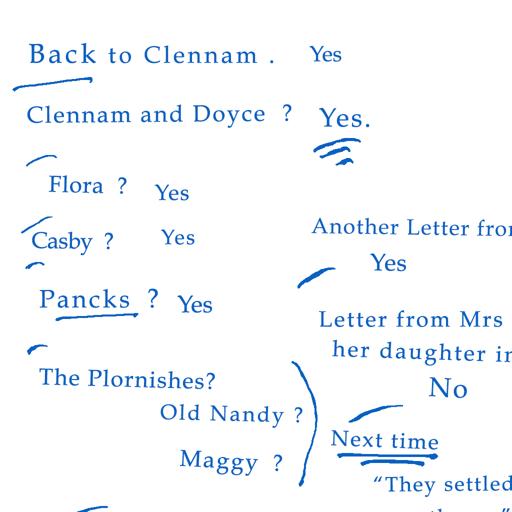 Back to Clennam . Yes
Clennam and Doyce ? Yes.
Flora ? Yes
Casby ? Yes
Pancks ? Yes
The Plornishes?
Old Nandy ?
Maggy ?
Another Letter from
Yes
Letter from Mrs
her daughter in
No
Next time
"They settled